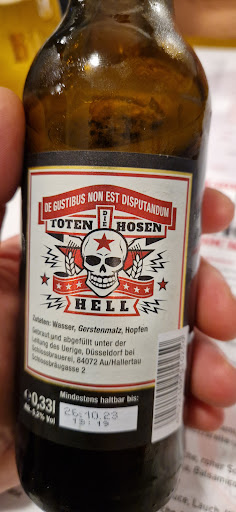 DE GUSTIBUS NON EST DISPUTANDUM
DIE
TOTEN HOSEN
HELL
Zutaten: Wasser, Gerstenmalz, Hopfen
Gebraut und abgefüllt unter der
Leitung des Uerige, Düsseldorf bei
Schlossbrauerei, 84072 Au/Hallertau
Schlossbräugasse 2
e 0,33l
Mindestens haltbar bis:
26.10.23